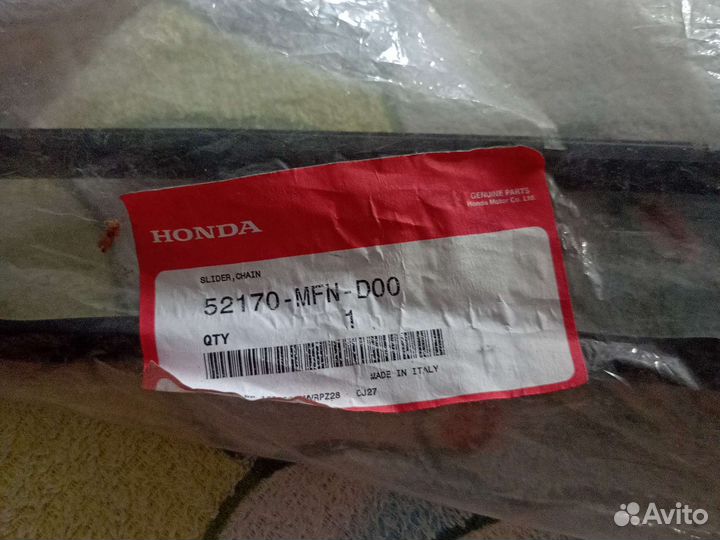 GENUINE PARTS
Honda Motor Co. Ltd.
HONDA
SLIDER,CHAIN
52170-MFN-D00
1
QTY
MADE IN ITALY
CJ27
Avito